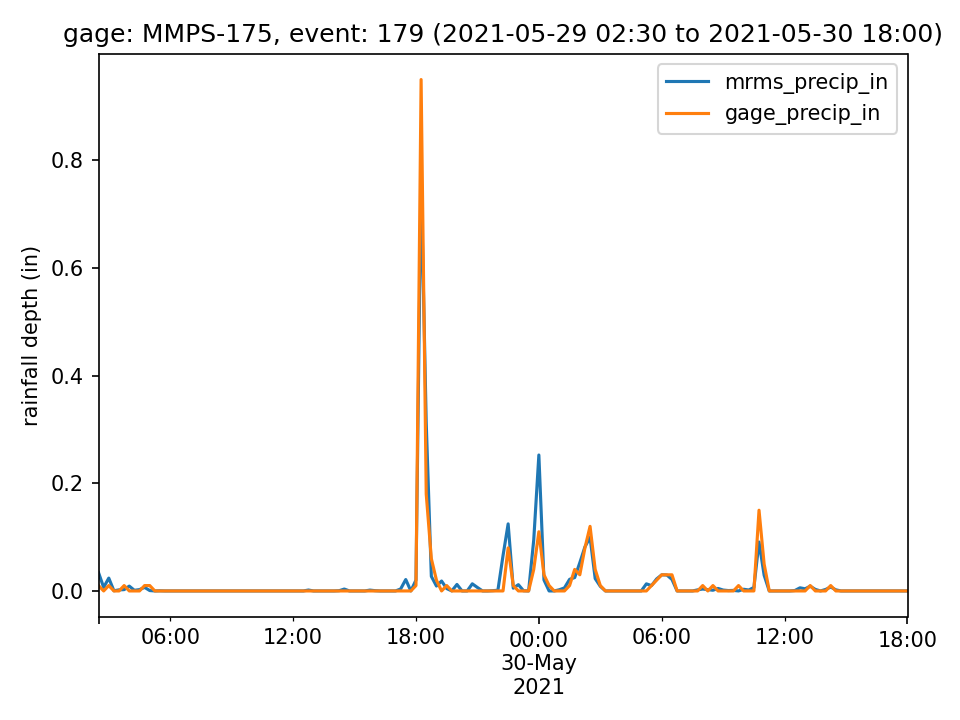 gage: MMPS-175, event: 179 (2021-05-29 02:30 to 2021-05-30 18:00)
mrms_precip_in
gage_precip_in
rainfall depth (in)
0.8
0.6
0.4
0.2
0.0
06:00
12:00
18:00
00:00
30-May
2021
06:00
12:00
18:00